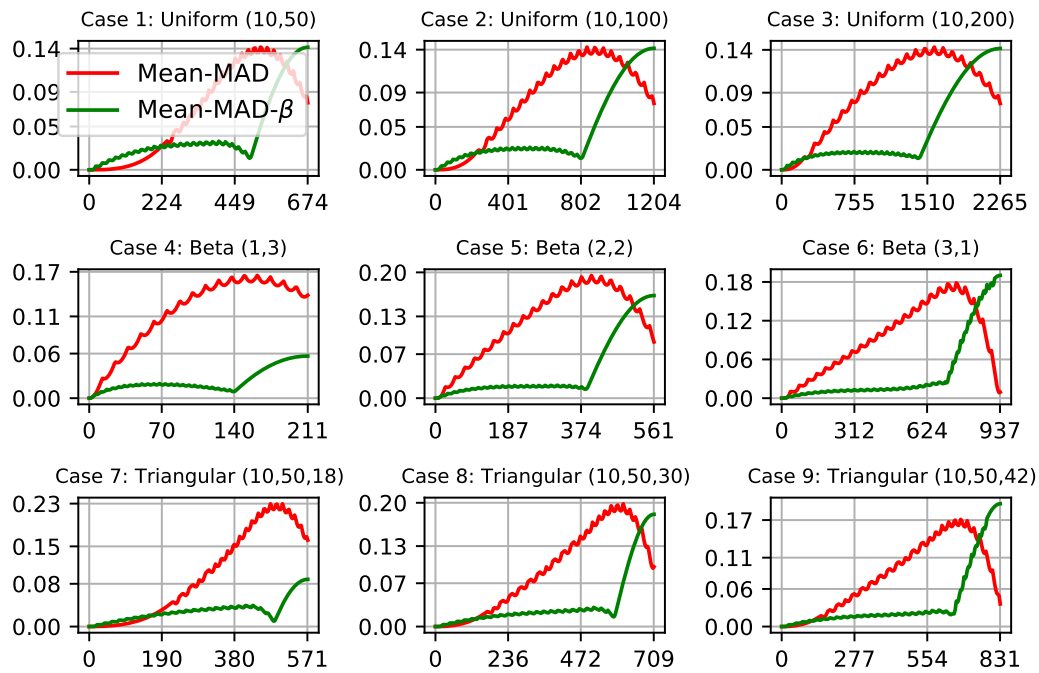 Case 1: Uniform (10,50)
Case 2: Uniform (10,100)
Case 3: Uniform (10,200)
0.14
0.09
0.05
0.00
Mean-MAD
Mean-MAD-β
0 224 449 674
0.14
0.09
0.05
0.00
0 401 802 1204
0.14
0.09
0.05
0.00
0 755 1510 2265
Case 4: Beta (1,3)
Case 5: Beta (2,2)
Case 6: Beta (3,1)
0.17
0.11
0.06
0.00
0 70 140 211
0.20
0.13
0.07
0.00
0 187 374 561
0.18
0.12
0.06
0.00
0 312 624 937
Case 7: Triangular (10,50,18)
Case 8: Triangular (10,50,30)
Case 9: Triangular (10,50,42)
0.23
0.15
0.08
0.00
0 190 380 571
0.20
0.13
0.07
0.00
0 236 472 709
0.17
0.11
0.06
0.00
0 277 554 831